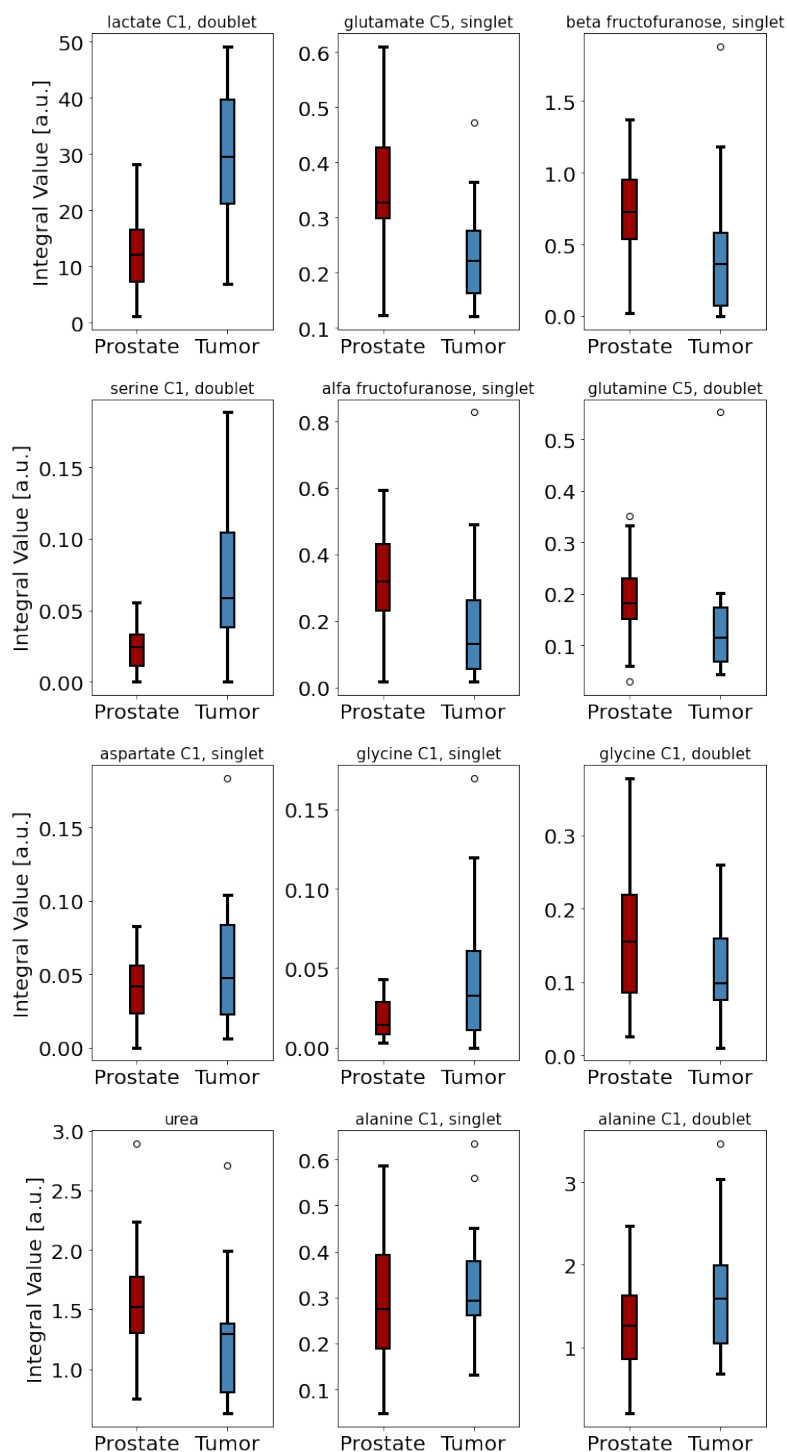 lactate C1, doublet
glutamate C5, singlet
beta fructofuranose, singlet
Integral Value [a.u.]
50
40
30
20
10
0
0.6
0.5
0.4
0.3
0.2
0.1
1.5
1.0
0.5
0.0
Prostate Tumor
Prostate Tumor
Prostate Tumor
serine C1, doublet
alfa fructofuranose, singlet
glutamine C5, doublet
Integral Value [a.u.]
0.15
0.10
0.05
0.00
0.8
0.6
0.4
0.2
0.0
0.5
0.4
0.3
0.2
0.1
Prostate Tumor
Prostate Tumor
Prostate Tumor
aspartate C1, singlet
glycine C1, singlet
glycine C1, doublet
Integral Value [a.u.]
0.15
0.10
0.05
0.00
0.15
0.10
0.05
0.00
0.3
0.2
0.1
0.0
Prostate Tumor
Prostate Tumor
Prostate Tumor
urea
alanine C1, singlet
alanine C1, doublet
Integral Value [a.u.]
3.0
2.5
2.0
1.5
1.0
0.6
0.5
0.4
0.3
0.2
0.1
3
2
1
Prostate Tumor
Prostate Tumor
Prostate Tumor